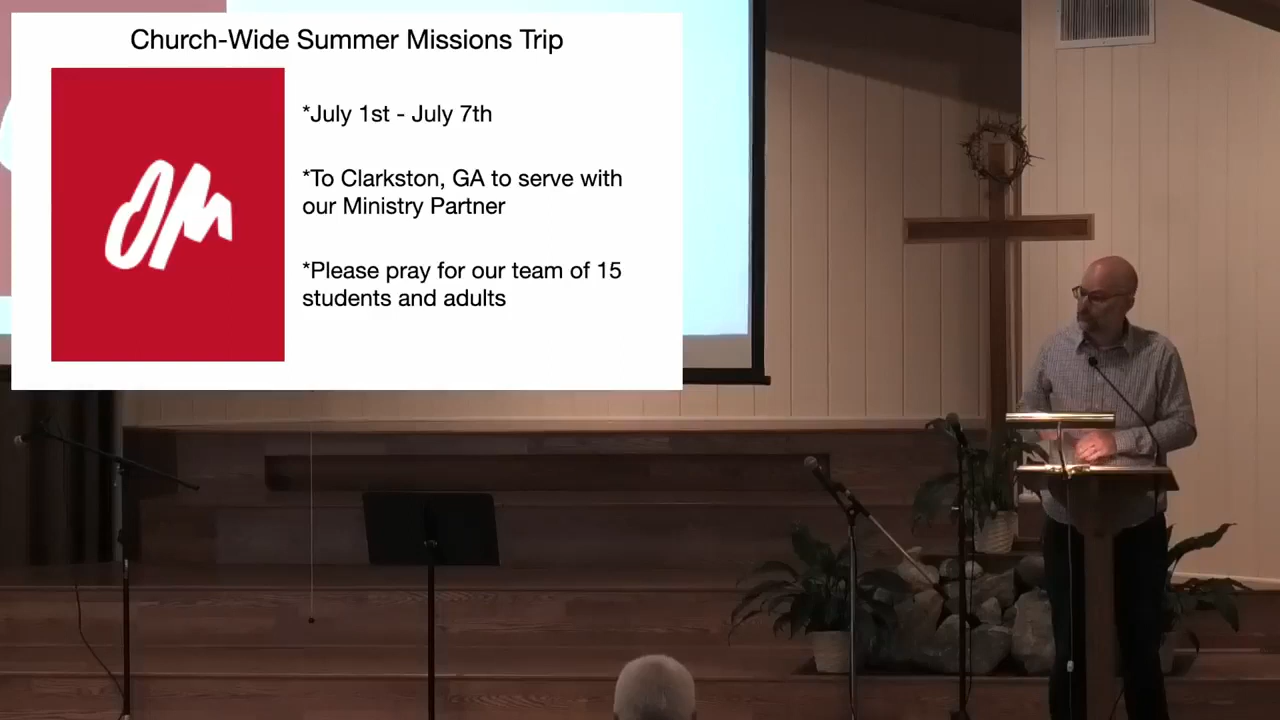 Church-Wide Summer Missions Trip
*July 1st - July 7th
OM
*To Clarkston, GA to serve with
our Ministry Partner
*Please pray for our team of 15
students and adults